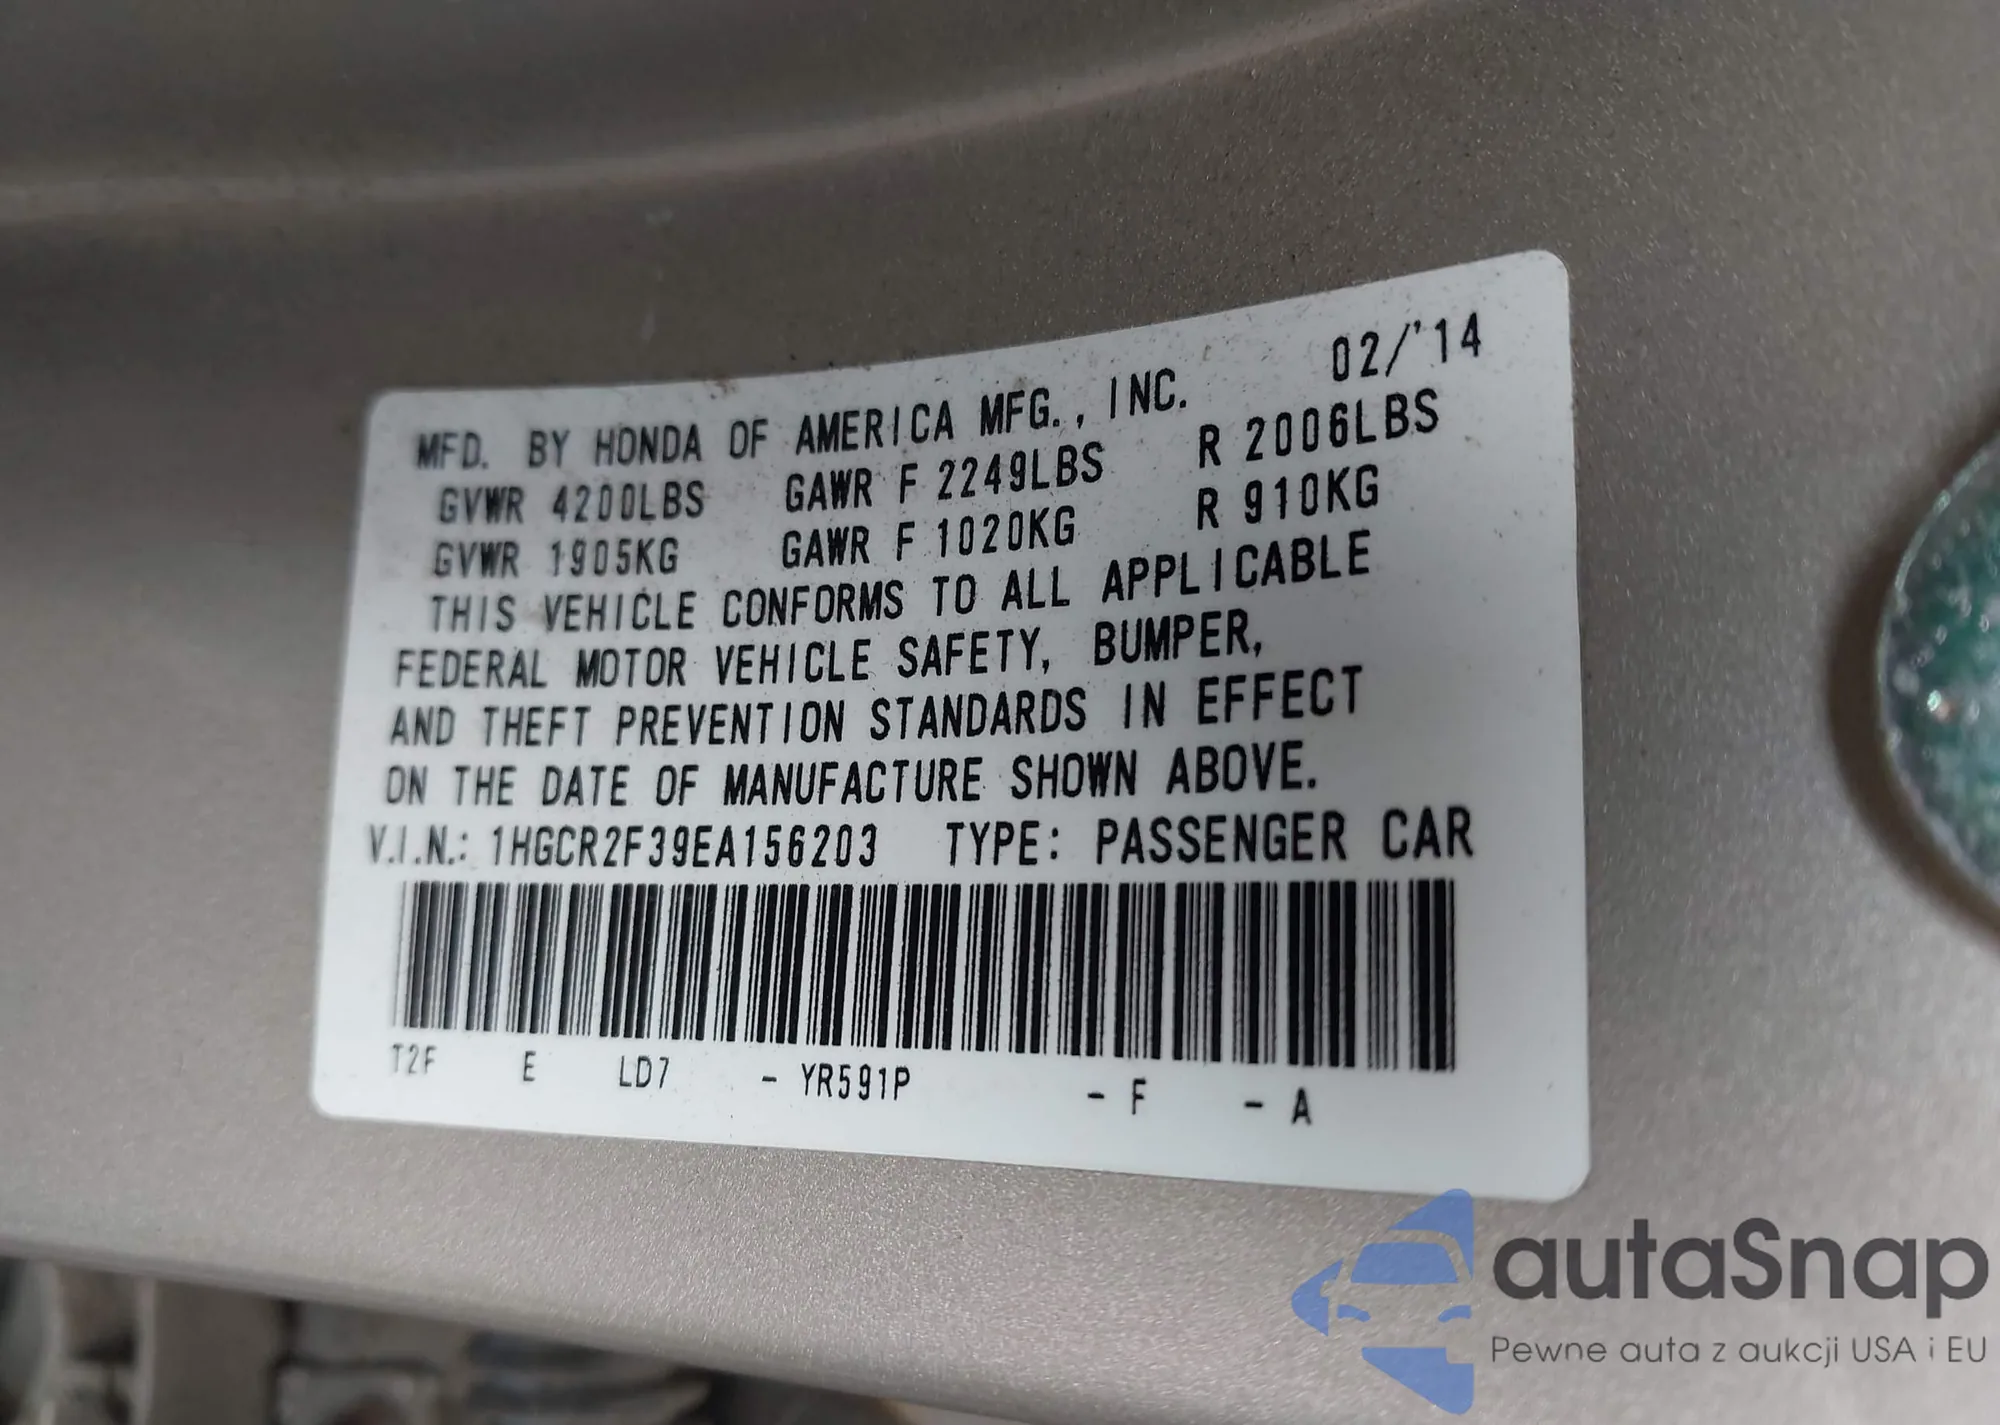 MFD. BY HONDA OF AMERICA MFG., INC. 02/'14
GVWR 4200LBS GAWR F 2249LBS R 2006LBS
GVWR 1905KG GAWR F 1020KG R 910KG
THIS VEHICLE CONFORMS TO ALL APPLICABLE
FEDERAL MOTOR VEHICLE SAFETY, BUMPER,
AND THEFT PREVENTION STANDARDS IN EFFECT
ON THE DATE OF MANUFACTURE SHOWN ABOVE.
V.I.N.: 1HGCR2F39EA156203 TYPE: PASSENGER CAR
T2F E LD7 - YR591P - F - A
autaSnap
Pewne auta z aukcji USA i EU